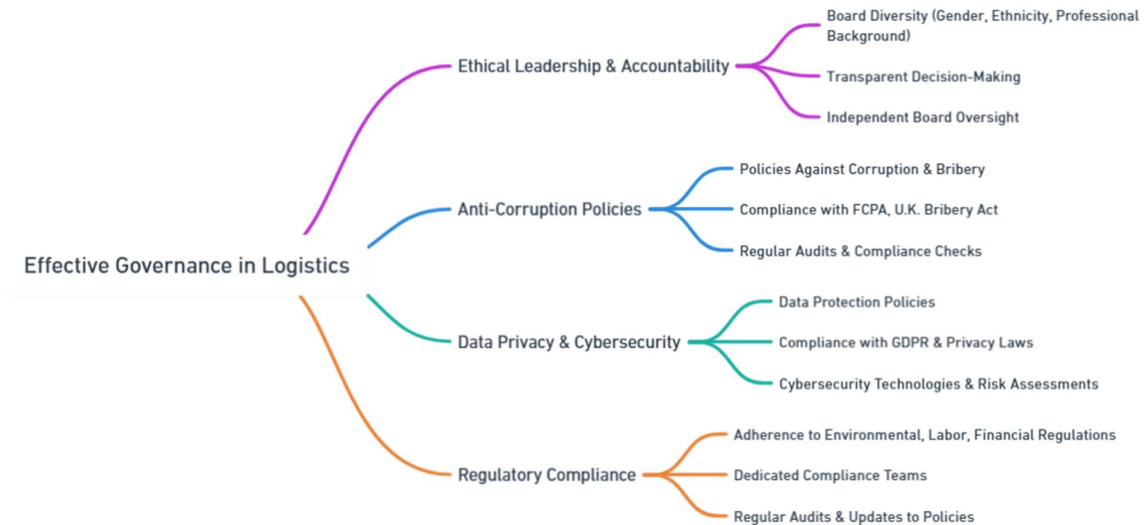 Effective Governance in Logistics
Ethical Leadership & Accountability
Board Diversity (Gender, Ethnicity, Professional
Background)
Transparent Decision-Making
Independent Board Oversight
Anti-Corruption Policies
Policies Against Corruption & Bribery
Compliance with FCPA, U.K. Bribery Act
Regular Audits & Compliance Checks
Data Privacy & Cybersecurity
Data Protection Policies
Compliance with GDPR & Privacy Laws
Cybersecurity Technologies & Risk Assessments
Regulatory Compliance
Adherence to Environmental, Labor, Financial Regulations
Dedicated Compliance Teams
Regular Audits & Updates to Policies